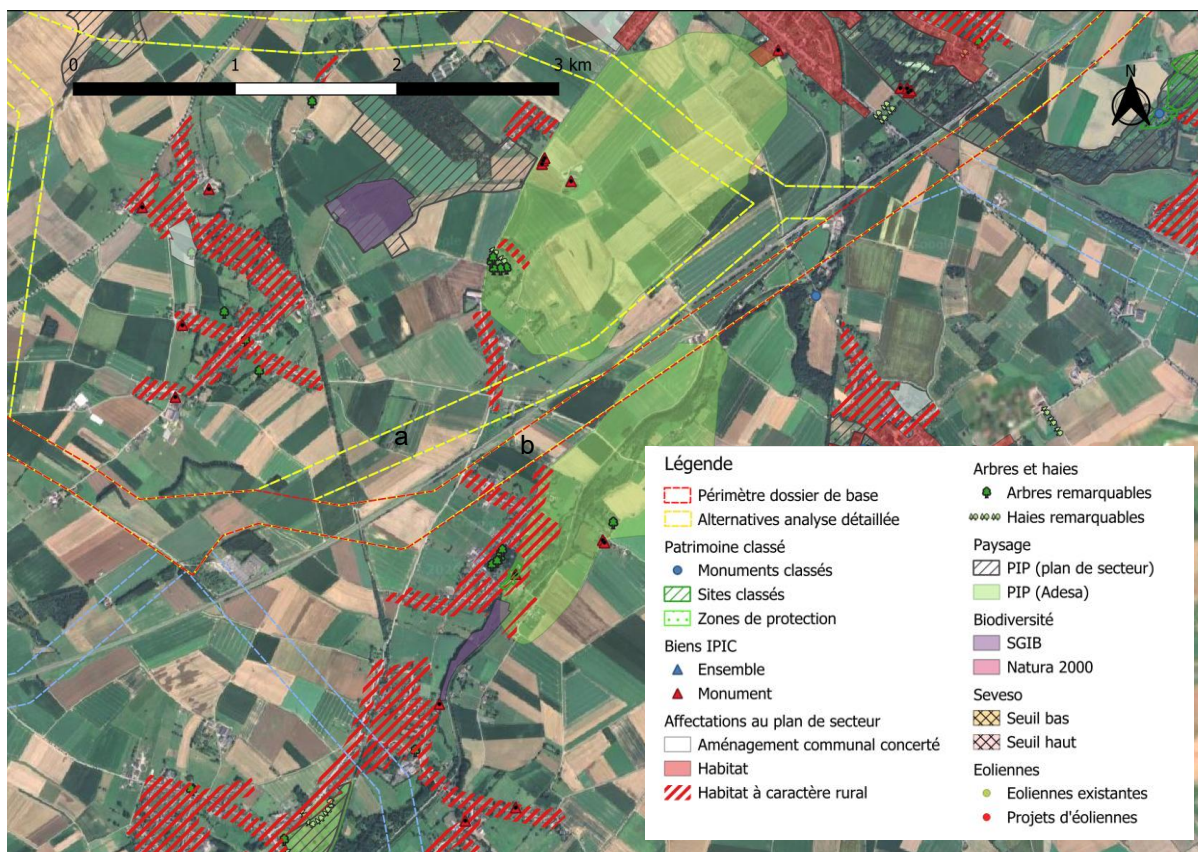 0 1 2 3 km
N
a
b
Légende
Périmètre dossier de base
Alternatives analyse détaillée
Patrimoine classé
Monuments classés
Sites classés
Zones de protection
Biens IPIC
Ensemble
Monument
Affectations au plan de secteur
Aménagement communal concerté
Habitat
Habitat à caractère rural
Arbres et haies
Arbres remarquables
Haies remarquables
Paysage
PIP (plan de secteur)
PIP (Adesa)
Biodiversité
SGIB
Natura 2000
Seveso
Seuil bas
Seuil haut
Eoliennes
Eoliennes existantes
Projets d'éoliennes